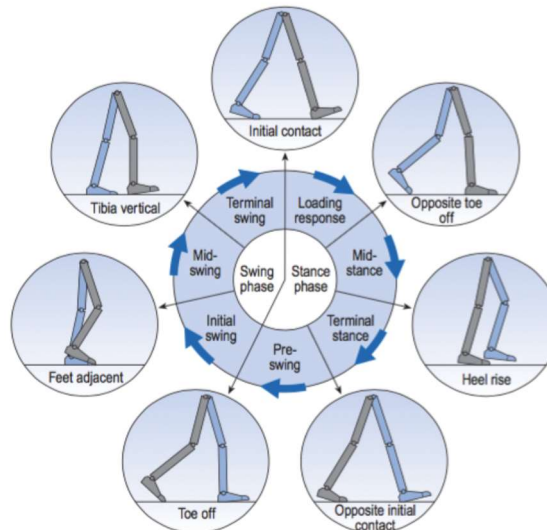 Initial contact
Tibia vertical
Opposite toe
off
Terminal
swing
Loading
response
Mid-
swing
Swing
phase
Stance
phase
Mid-
stance
Initial
swing
Terminal
stance
Pre-
swing
Feet adjacent
Heel rise
Toe off
Opposite initial
contact